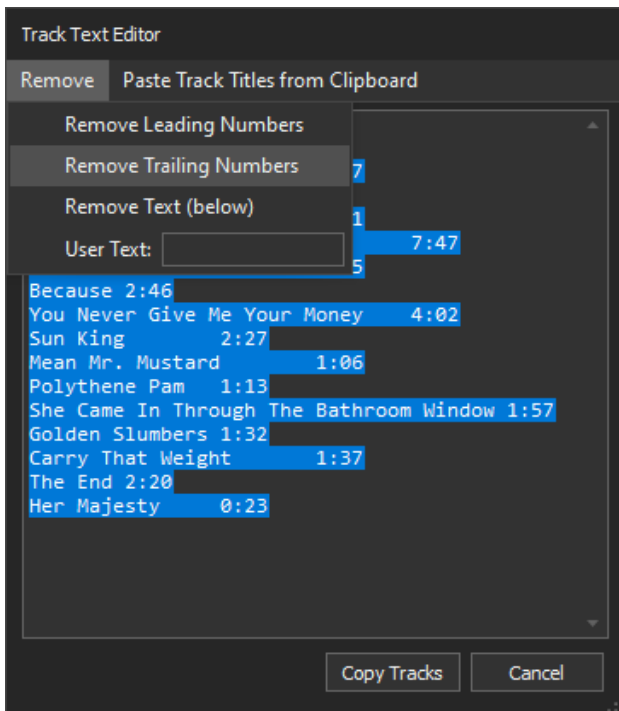 Track Text Editor
Remove Paste Track Titles from Clipboard
Remove Leading Numbers
Remove Trailing Numbers
7
Remove Text (below)
1
7:47
User Text:
5
Because 2:46
You Never Give Me Your Money 4:02
Sun King 2:27
Mean Mr. Mustard 1:06
Polythene Pam 1:13
She Came In Through The Bathroom Window 1:57
Golden Slumbers 1:32
Carry That Weight 1:37
The End 2:20
Her Majesty 0:23
Copy Tracks Cancel